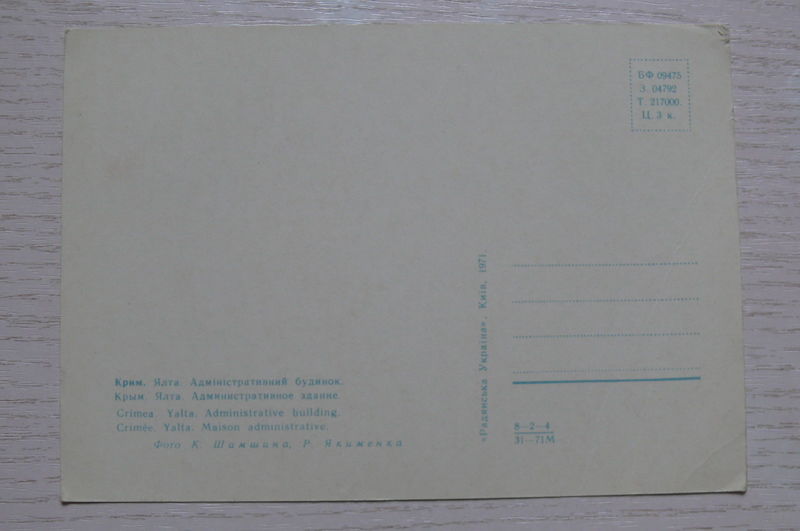 БФ 09475
З. 04792
Т. 217000.
Ц. 3 к.
«Радянська Україна», Київ, 1971.
Крим. Ялта. Адміністративний будинок.
Крым. Ялта. Административное здание.
Crimea. Yalta. Administrative building.
Crimée. Yalta. Maison administrative.
Фото К. Шамшина, Р. Якименка
8—2—4
31—71М